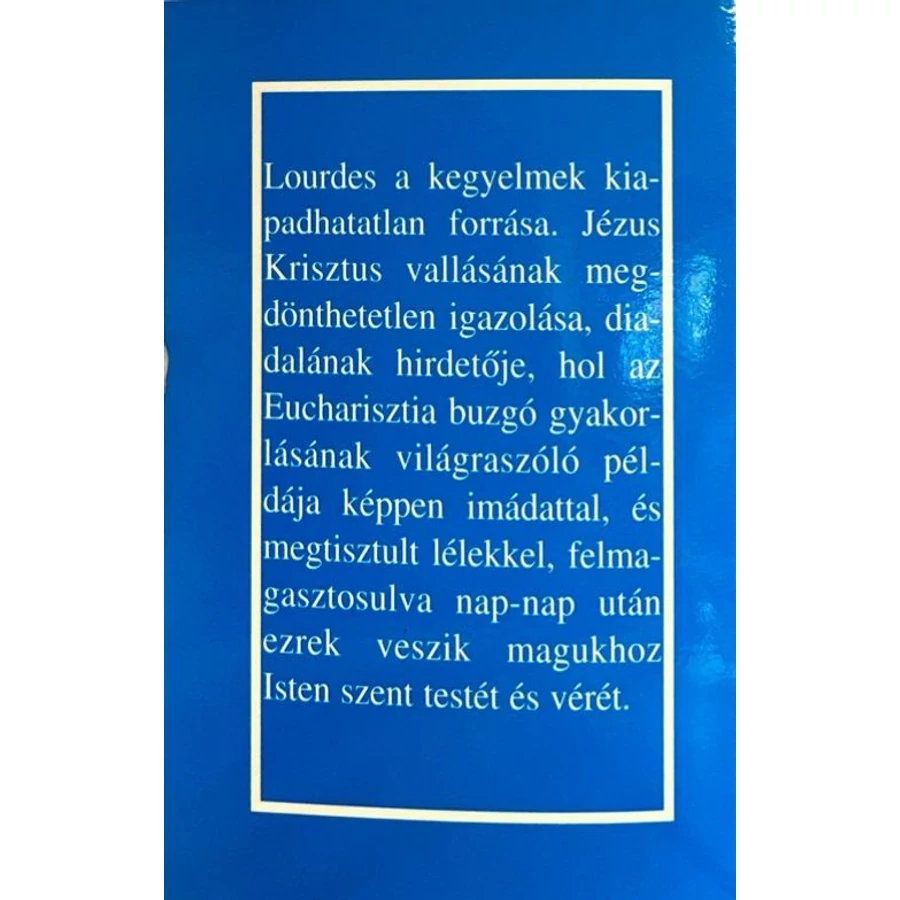 Lourdes a kegyelmek kia-
padhatatlan forrása. Jézus
Krisztus vallásának meg-
dönthetetlen igazolása, dia-
dalának hirdetője, hol az
Eucharisztia buzgó gyakor-
lásának világraszóló pél-
dája képpen imádattal, és
megtisztult lélekkel, felma-
gasztosulva nap-nap után
ezrek veszik magukhoz
Isten szent testét és vérét.